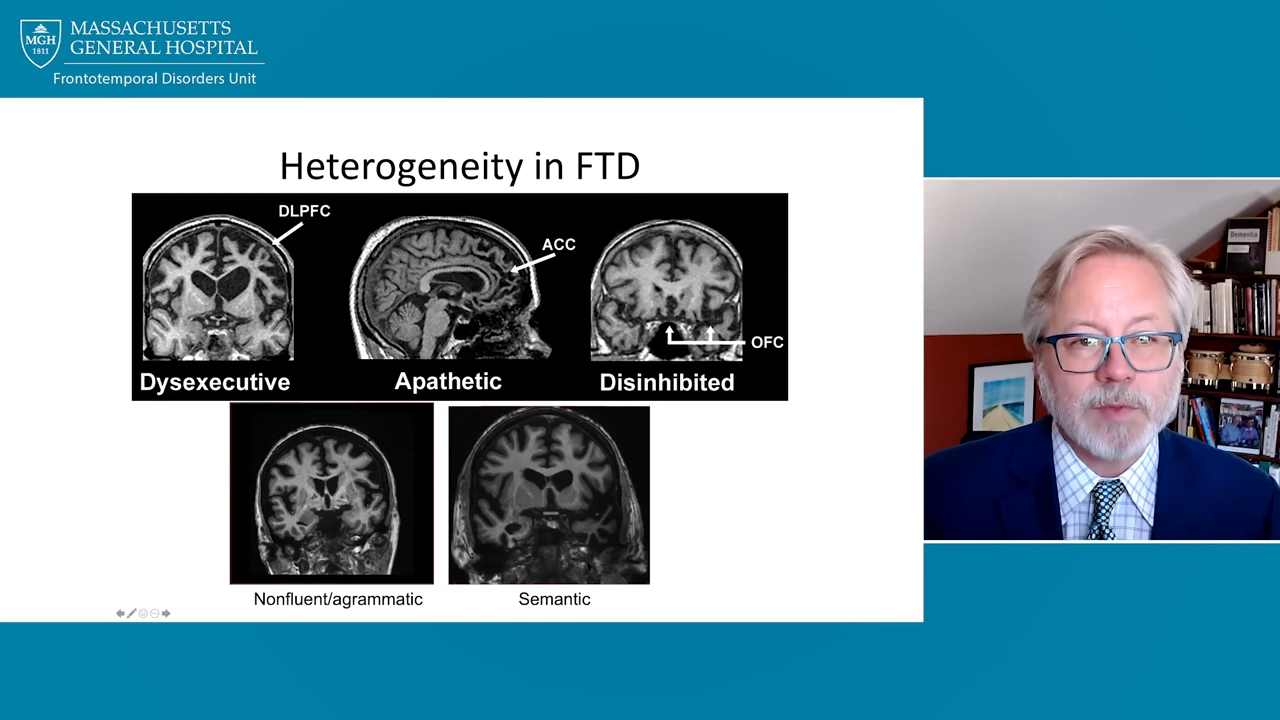 MGH
1811
MASSACHUSETTS
GENERAL HOSPITAL
Frontotemporal Disorders Unit
Heterogeneity in FTD
DLPFC
ACC
OFC
Dysexecutive
Apathetic
Disinhibited
Nonfluent/agrammatic
Semantic
Dementia